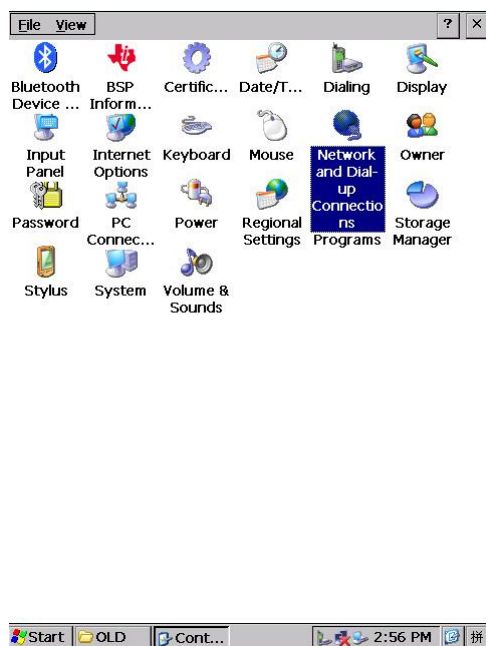 File View ? ×
Bluetooth Device ...
BSP Inform...
Certific...
Date/T...
Dialing
Display
Input Panel
Internet Options
Keyboard
Mouse
Network and Dial-up Connections
Owner
Password
PC Connec...
Power
Regional Settings
Programs
Storage Manager
Stylus
System
Volume & Sounds
Start OLD Cont... 2:56 PM 拼